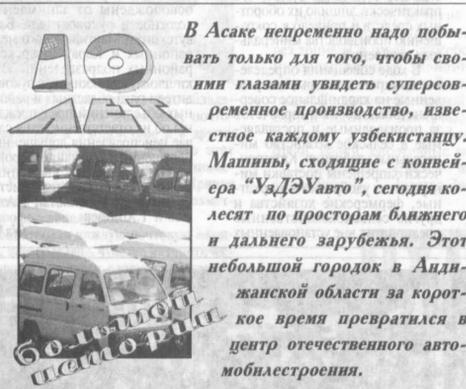 10
ЛЕТ
большой
истории
В Асаке непременно надо побы-
вать только для того, чтобы сво-
ими глазами увидеть суперсов-
ременное производство, изве-
стное каждому узбекистанцу.
Машины, сходящие с конвей-
ера "УзДЭУавто", сегодня ко-
лесят по просторам ближнего
и дальнего зарубежья. Этот
небольшой городок в Анди-
жанской области за корот-
кое время превратился в
центр отечественного авто-
мобилестроения.